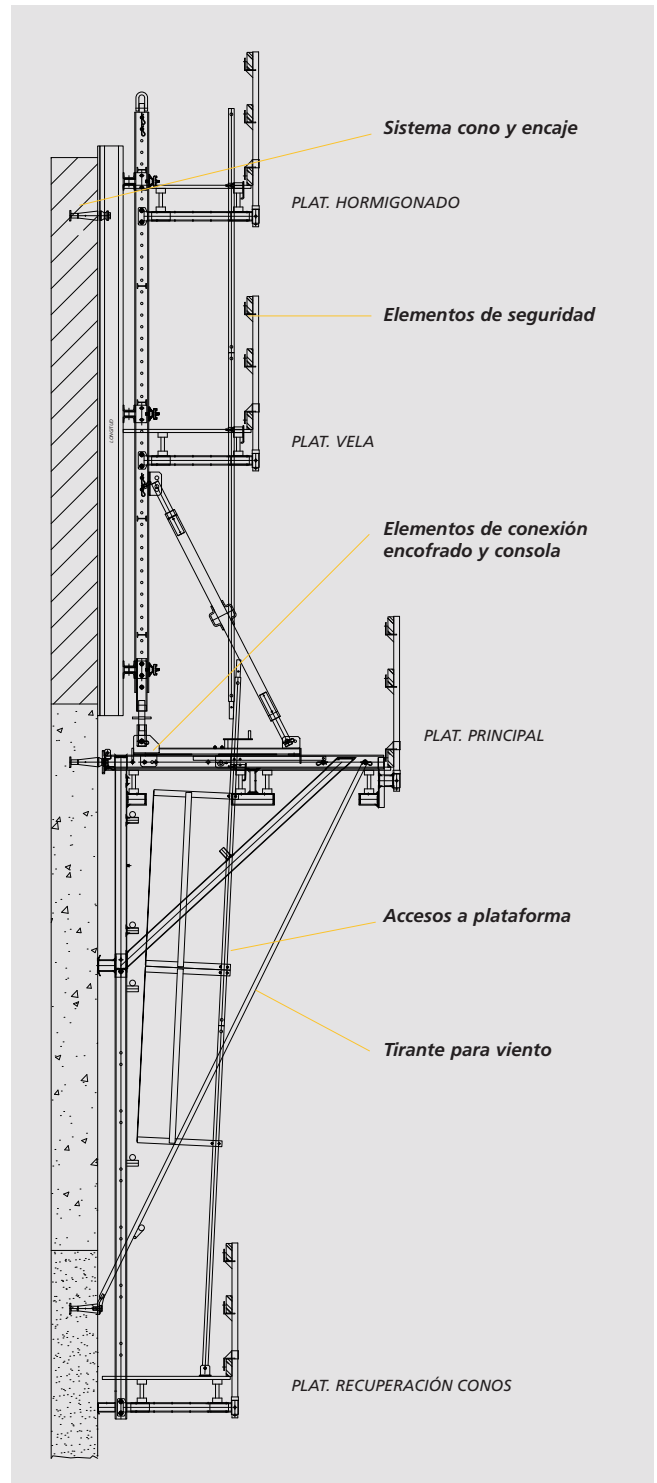 Sistema cono y encaje
PLAT. HORMIGONADO
Elementos de seguridad
LONGITUD
PLAT. VELA
Elementos de conexión
encofrado y consola
PLAT. PRINCIPAL
Accesos a plataforma
Tirante para viento
PLAT. RECUPERACIÓN CONOS